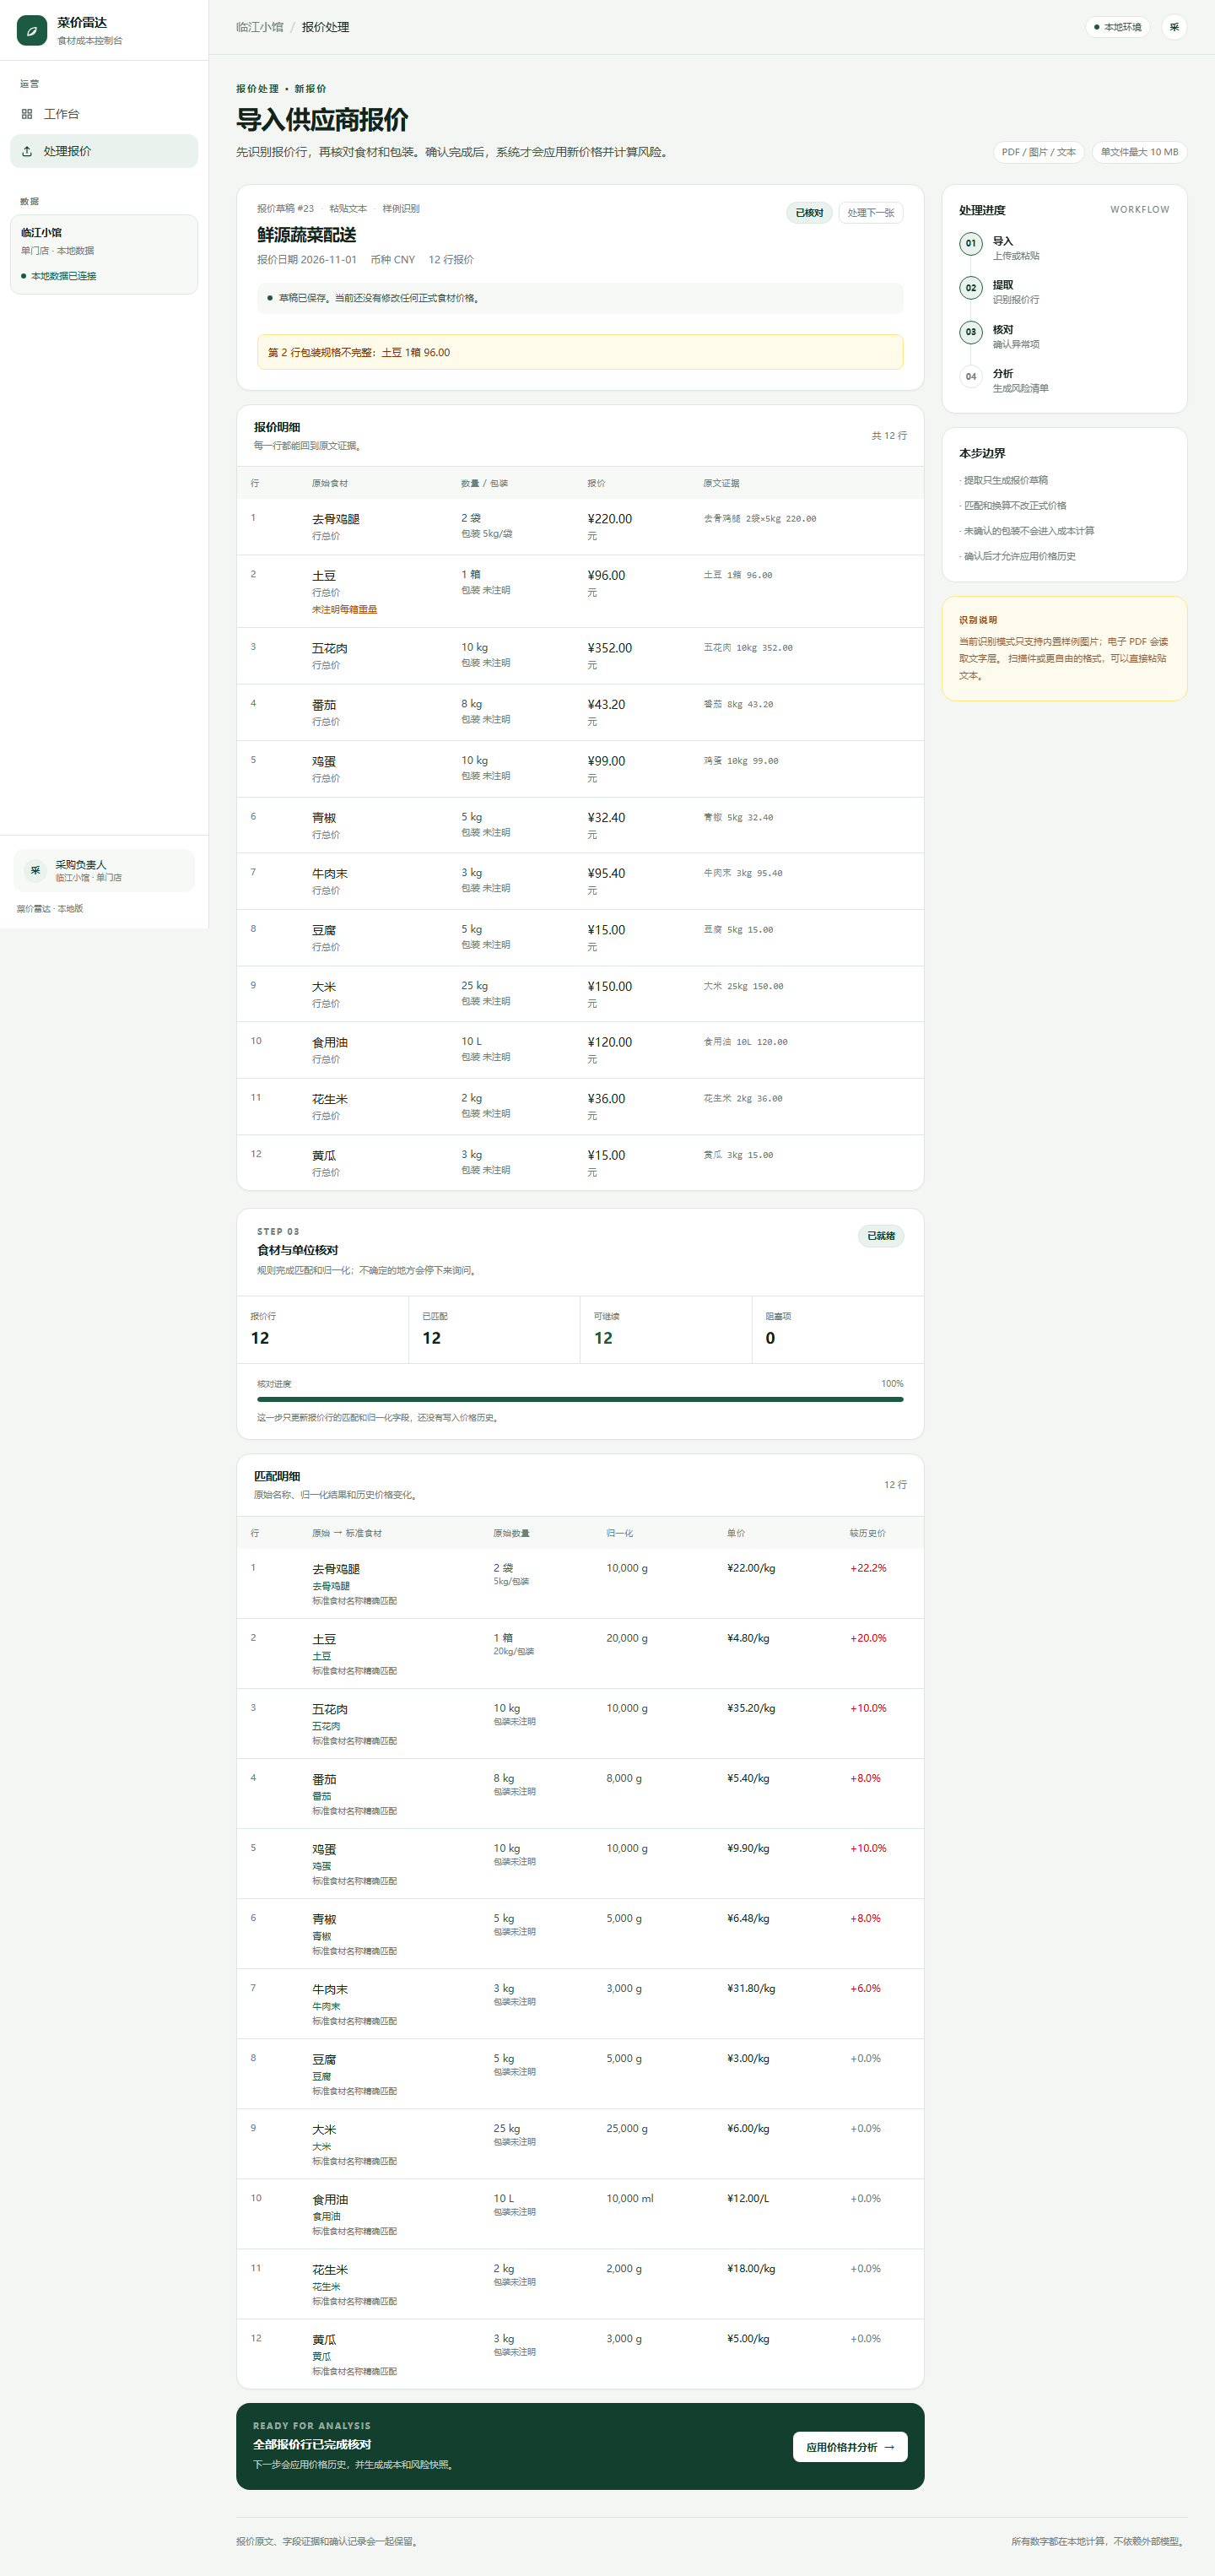 菜价雷达
食材成本控制台
运营
工作台
处理报价
数据
临江小馆
单门店 · 本地数据
本地数据已连接
采
采购负责人
临江小馆 · 单门店
菜价雷达 · 本地版
临江小馆 / 报价处理
本地环境
采
报价处理 • 新报价
导入供应商报价
先识别报价行，再核对食材和包装。确认完成后，系统才会应用新价格并计算风险。
PDF / 图片 / 文本
单文件最大 10 MB
报价草稿 #23 · 粘贴文本 · 样例识别
已核对
处理下一张
鲜源蔬菜配送
报价日期 2026-11-01 币种 CNY 12 行报价
草稿已保存。当前还没有修改任何正式食材价格。
第 2 行包装规格不完整：土豆 1箱 96.00
报价明细
每一行都能回到原文证据。
共 12 行
行 原始食材 数量 / 包装 报价 原文证据
1 去骨鸡腿 2 袋 ¥220.00 去骨鸡腿 2袋×5kg 220.00
行总价 包装 5kg/袋 元
2 土豆 1 箱 ¥96.00 土豆 1箱 96.00
行总价 包装 未注明 元
未注明每箱重量
3 五花肉 10 kg ¥352.00 五花肉 10kg 352.00
行总价 包装 未注明 元
4 番茄 8 kg ¥43.20 番茄 8kg 43.20
行总价 包装 未注明 元
5 鸡蛋 10 kg ¥99.00 鸡蛋 10kg 99.00
行总价 包装 未注明 元
6 青椒 5 kg ¥32.40 青椒 5kg 32.40
行总价 包装 未注明 元
7 牛肉末 3 kg ¥95.40 牛肉末 3kg 95.40
行总价 包装 未注明 元
8 豆腐 5 kg ¥15.00 豆腐 5kg 15.00
行总价 包装 未注明 元
9 大米 25 kg ¥150.00 大米 25kg 150.00
行总价 包装 未注明 元
10 食用油 10 L ¥120.00 食用油 10L 120.00
行总价 包装 未注明 元
11 花生米 2 kg ¥36.00 花生米 2kg 36.00
行总价 包装 未注明 元
12 黄瓜 3 kg ¥15.00 黄瓜 3kg 15.00
行总价 包装 未注明 元
STEP 03
食材与单位核对
规则完成匹配和归一化；不确定的地方会停下来询问。
已就绪
报价行 已匹配 可继续 阻塞项
12 12 12 0
核对进度 100%
这一步只更新报价行的匹配和归一化字段，还没有写入价格历史。
匹配明细
原始名称、归一化结果和历史价格变化。
12 行
行 原始 → 标准食材 原始数量 归一化 单价 较历史价
1 去骨鸡腿 2 袋 10,000 g ¥22.00/kg +22.2%
去骨鸡腿 5kg/包装
标准食材名称精确匹配
2 土豆 1 箱 20,000 g ¥4.80/kg +20.0%
土豆 20kg/包装
标准食材名称精确匹配
3 五花肉 10 kg 10,000 g ¥35.20/kg +10.0%
五花肉 包装未注明
标准食材名称精确匹配
4 番茄 8 kg 8,000 g ¥5.40/kg +8.0%
番茄 包装未注明
标准食材名称精确匹配
5 鸡蛋 10 kg 10,000 g ¥9.90/kg +10.0%
鸡蛋 包装未注明
标准食材名称精确匹配
6 青椒 5 kg 5,000 g ¥6.48/kg +8.0%
青椒 包装未注明
标准食材名称精确匹配
7 牛肉末 3 kg 3,000 g ¥31.80/kg +6.0%
牛肉末 包装未注明
标准食材名称精确匹配
8 豆腐 5 kg 5,000 g ¥3.00/kg +0.0%
豆腐 包装未注明
标准食材名称精确匹配
9 大米 25 kg 25,000 g ¥6.00/kg +0.0%
大米 包装未注明
标准食材名称精确匹配
10 食用油 10 L 10,000 ml ¥12.00/L +0.0%
食用油 包装未注明
标准食材名称精确匹配
11 花生米 2 kg 2,000 g ¥18.00/kg +0.0%
花生米 包装未注明
标准食材名称精确匹配
12 黄瓜 3 kg 3,000 g ¥5.00/kg +0.0%
黄瓜 包装未注明
标准食材名称精确匹配
READY FOR ANALYSIS
全部报价行已完成核对
下一步会应用价格历史，并生成成本和风险快照。
应用价格并分析 →
处理进度 WORKFLOW
01 导入
上传或粘贴
02 提取
识别报价行
03 核对
确认异常项
04 分析
生成风险清单
本步边界
· 提取只生成报价草稿
· 匹配和换算不改正式价格
· 未确认的包装不会进入成本计算
· 确认后才允许应用价格历史
识别说明
当前识别模式只支持内置样例图片；电子 PDF 会读
取文字层。 扫描件或更自由的格式，可以直接粘贴
文本。
报价原文、字段证据和确认记录会一起保留。
所有数字都在本地计算，不依赖外部模型。